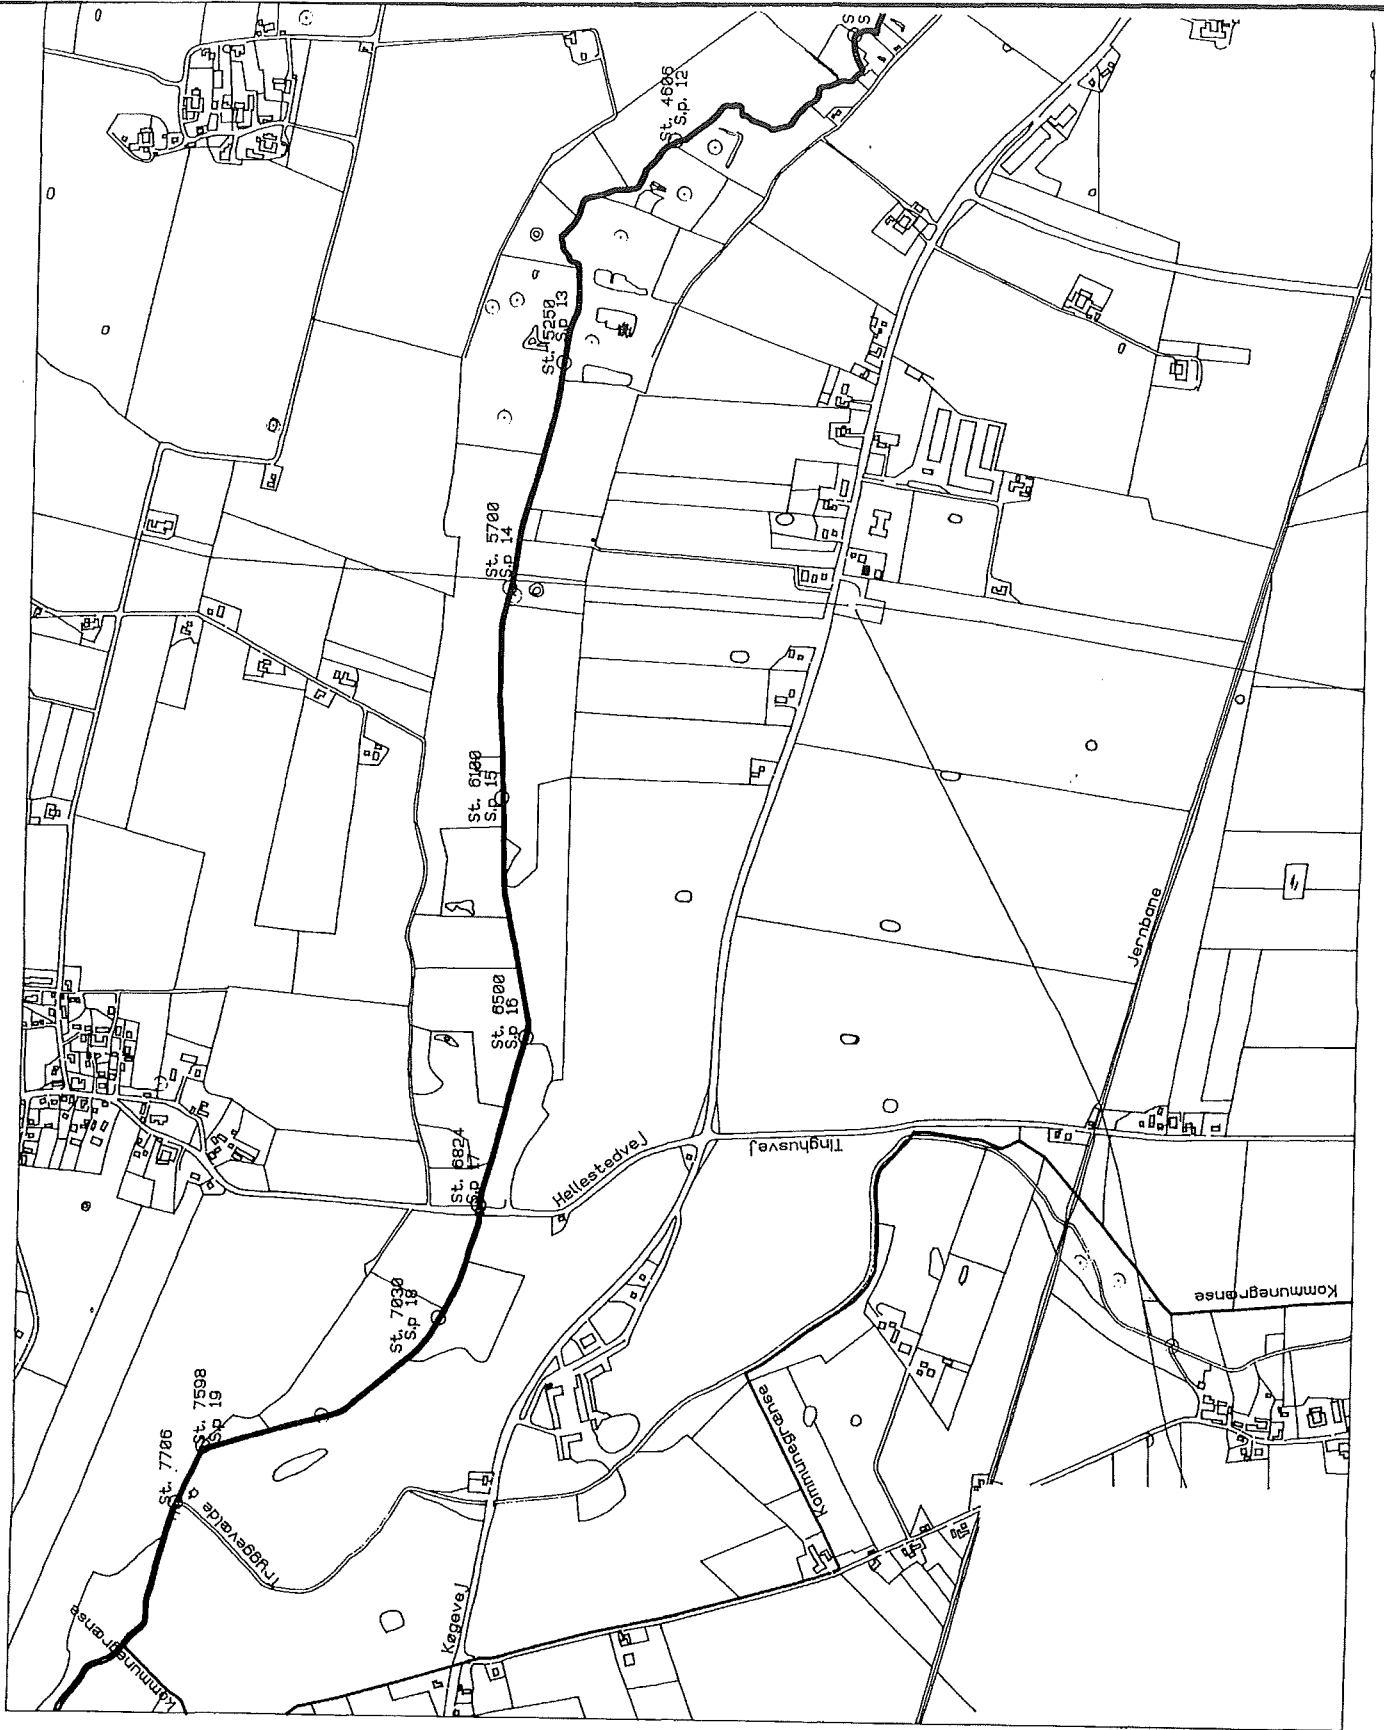 S
S
St. 4686
S.p. 12
St. 5250
S.p 13
St. 5700
S.p 14
St. 6100
S.p 15
St. 6500
S.p 16
St. 6824
S.p 17
St. 7030
S.p 18
St. 7598
S.p 19
St. 7706
Tryggevælde Å
Hellestedvej
Tinghusvej
Jernbane
Kommunegrænse
Kommunegrænse
Kommunegrænse
Køgevej